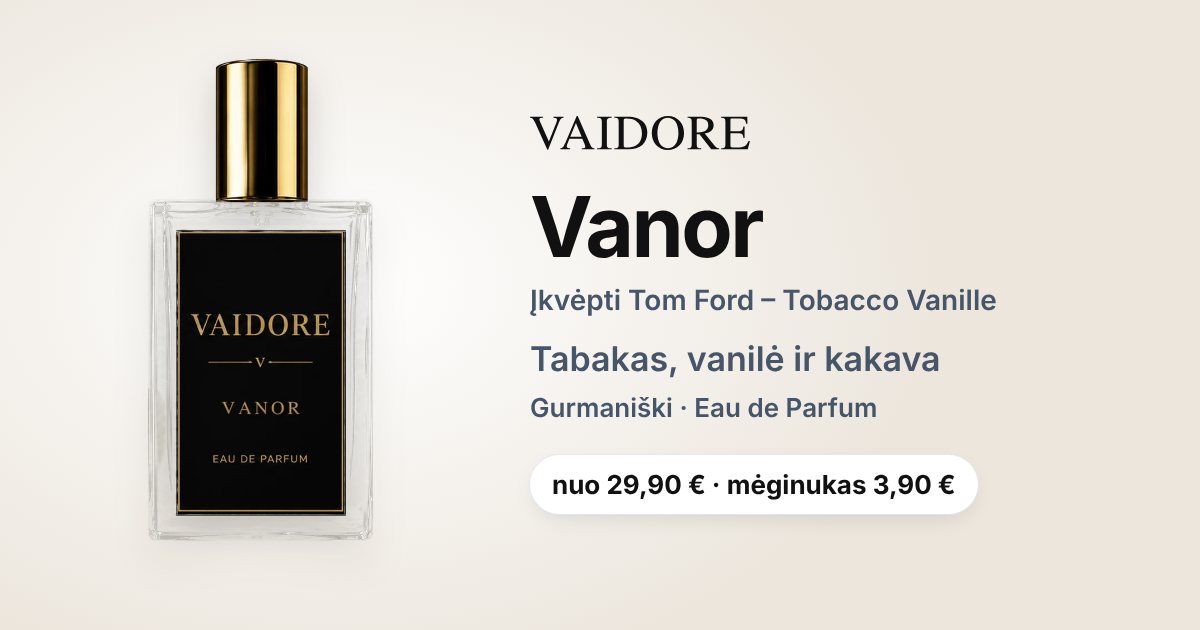 VAIDORE
V
VANOR
EAU DE PARFUM
VAIDORE
Vanor
Įkvėpti Tom Ford – Tobacco Vanille
Tabakas, vanilė ir kakava
Gurmaniški · Eau de Parfum
nuo 29,90 € · mėginukas 3,90 €